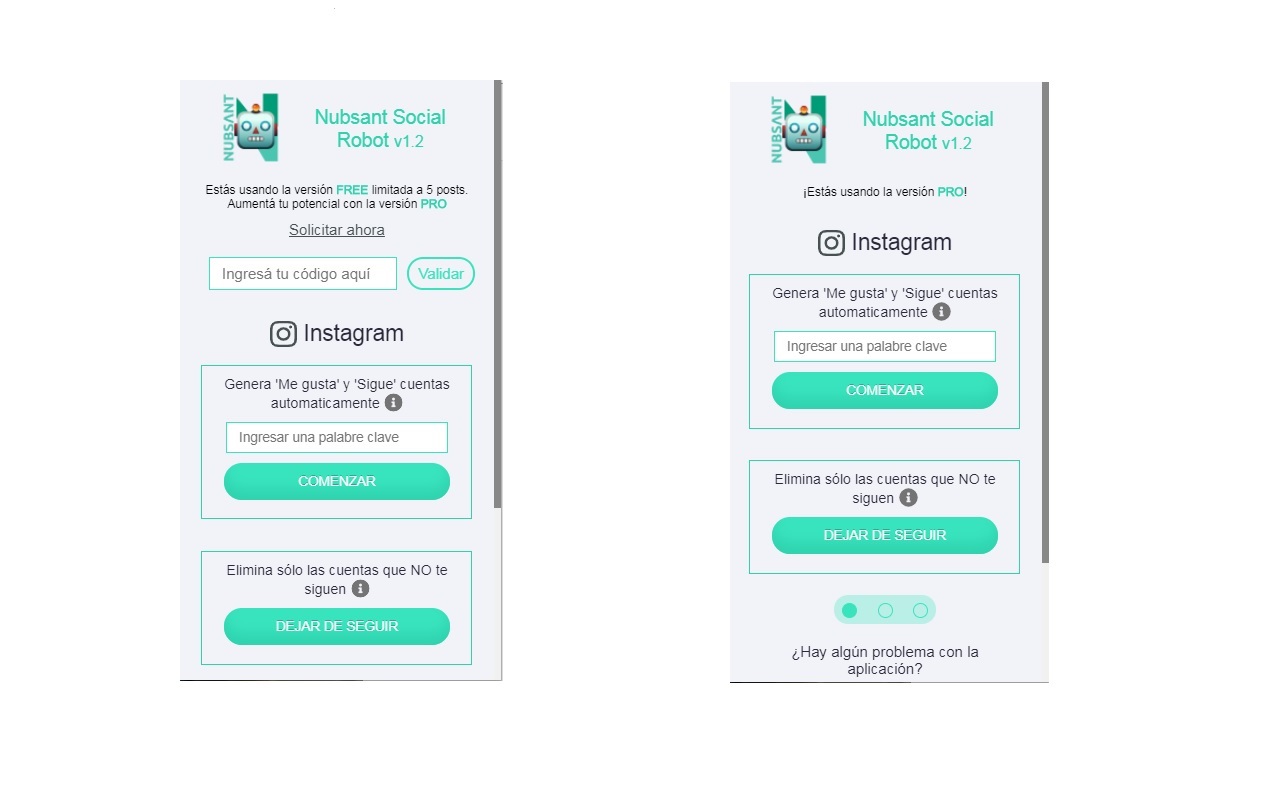 NUBSANT
Nubsant Social
Robot v1.2
Estás usando la versión FREE limitada a 5 posts.
Aumentá tu potencial con la versión PRO
Solicitar ahora
Ingresá tu código aquí
Validar
Instagram
Genera 'Me gusta' y 'Sigue' cuentas
automaticamente
Ingresar una palabre clave
COMENZAR
Elimina sólo las cuentas que NO te
siguen
DEJAR DE SEGUIR
NUBSANT
Nubsant Social
Robot v1.2
¡Estás usando la versión PRO!
Instagram
Genera 'Me gusta' y 'Sigue' cuentas
automaticamente
Ingresar una palabre clave
COMENZAR
Elimina sólo las cuentas que NO te
siguen
DEJAR DE SEGUIR
¿Hay algún problema con la
aplicación?